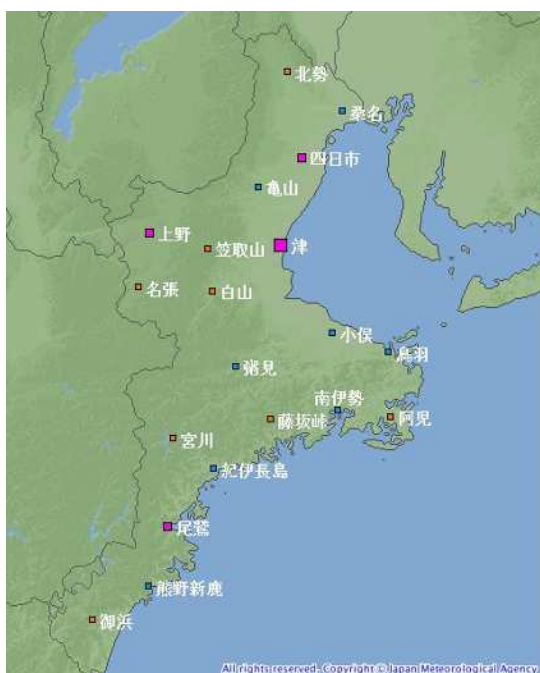 北勢
桑名
四日市
亀山
上野
笠取山
津
名張
白山
小俣
鳥羽
粥見
南伊勢
藤坂峠
阿児
宮川
紀伊長島
尾鷲
熊野新鹿
御浜
All rights reserved. Copyright © Japan Meteorological Agency